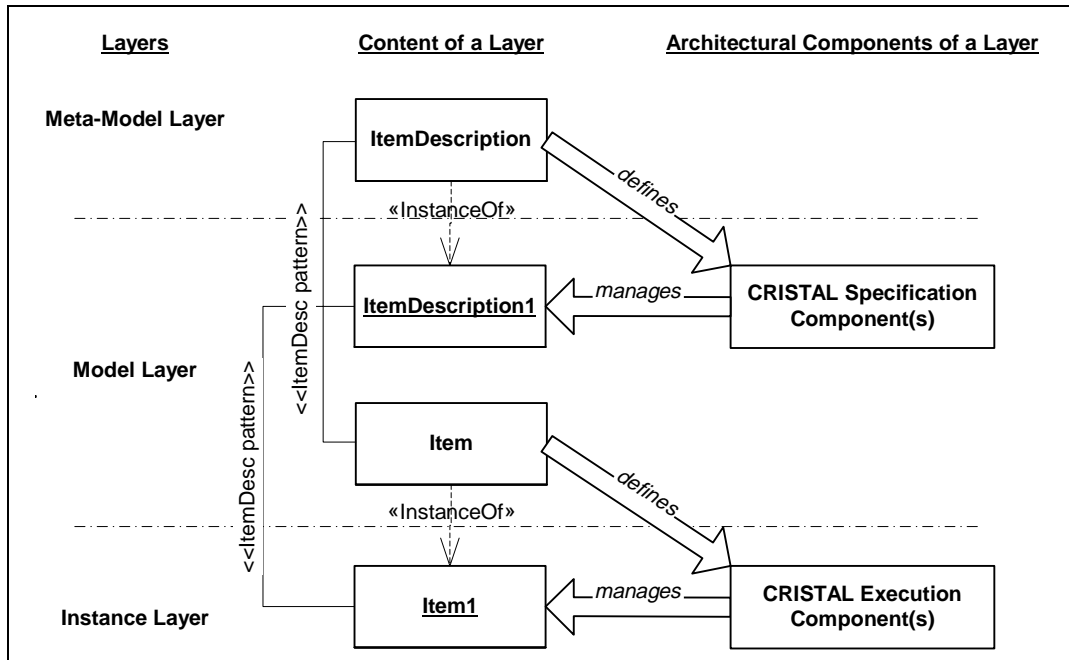 Layers
Content of a Layer
Architectural Components of a Layer
Meta-Model Layer
ItemDescription
defines
«InstanceOf»
<<ItemDesc pattern>>
ItemDescription1
manages
CRISTAL Specification
Component(s)
Model Layer
<<ItemDesc pattern>>
Item
defines
«InstanceOf»
Instance Layer
Item1
manages
CRISTAL Execution
Component(s)